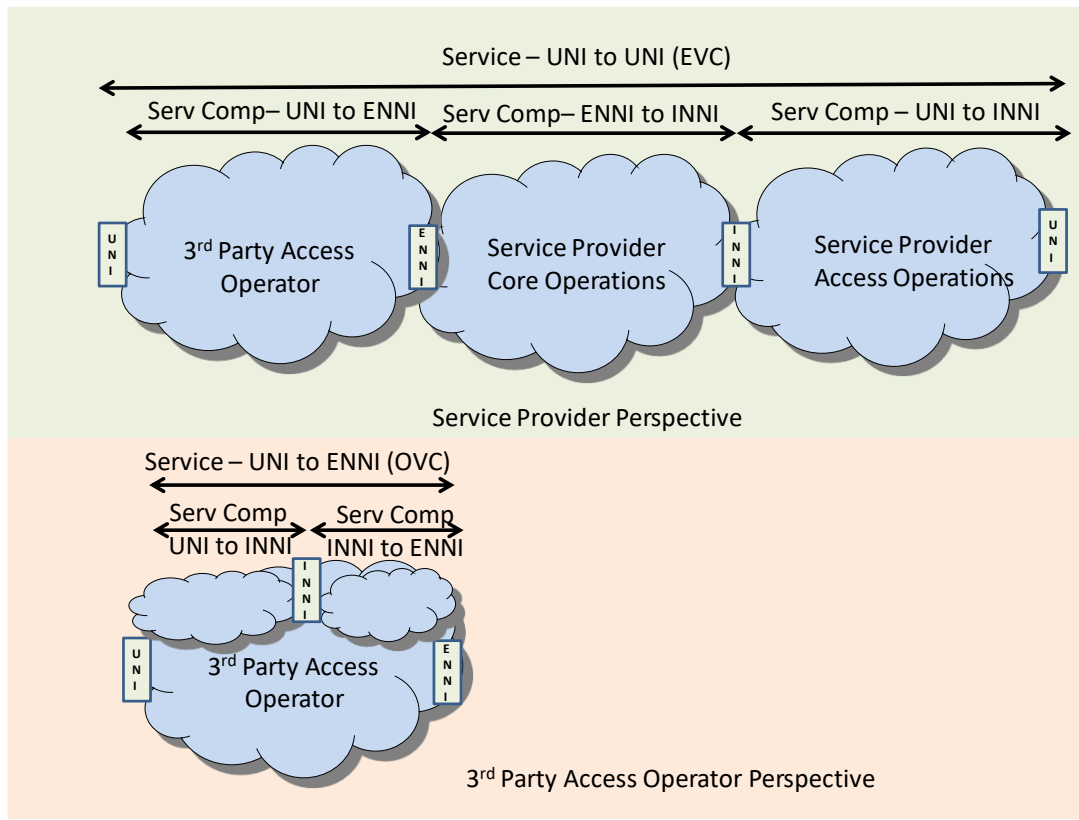 Service – UNI to UNI (EVC)
Serv Comp– UNI to ENNI
Serv Comp– ENNI to INNI
Serv Comp – UNI to INNI
UNI
3rd Party Access
Operator
ENNI
Service Provider
Core Operations
INNI
Service Provider
Access Operations
UNI
Service Provider Perspective
Service – UNI to ENNI (OVC)
Serv Comp
UNI to INNI
Serv Comp
INNI to ENNI
INNI
UNI
3rd Party Access
Operator
ENNI
3rd Party Access Operator Perspective